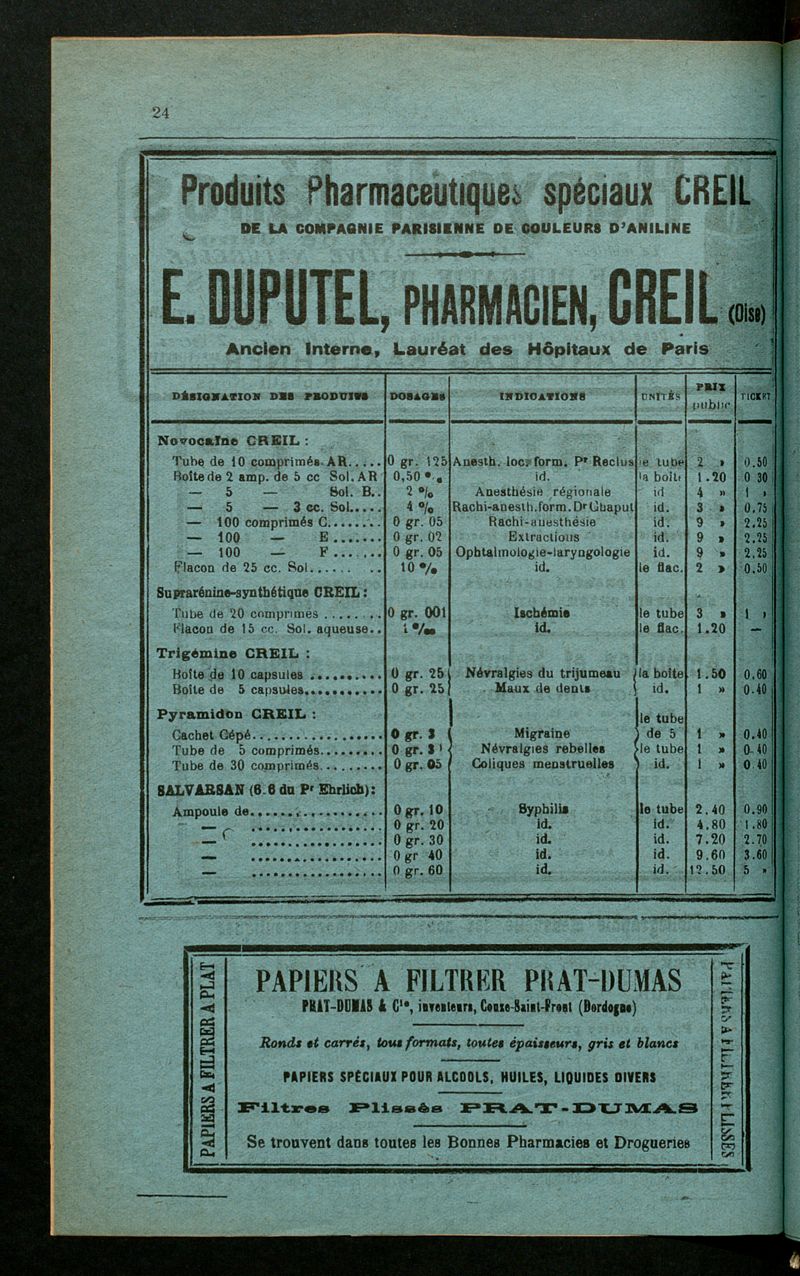 24
Produits Pharmaceutiques spéciaux CREIL
DE LA COMPAGNIE PARISIENNE DE COULEURS D'ANILINE
E. DUPUTEL, PHARMACIEN, CREIL (Oise)
Ancien Interne, Lauréat des Hôpitaux de Paris
DÉSIGNATION DES PRODUITS DOSAGES INDICATIONS UNITÉS PRIX public TICKET
Novocaïne CREIL :
Tube de 10 comprimés AR..... 0 gr. 125 Anesth. loc. form. Pr Reclus le tube 2 » 0.50
Boîte de 2 amp. de 5 cc Sol. AR 0,50 % id. la boîte 1.20 0 30
— 5 — Sol. B.. 2 % Anesthésie régionale id 4 » 1 »
— 5 — 3 cc. Sol..... 4 % Rachi-anesth. form. Dr Chaput id. 3 » 0,75
— 100 comprimés C........ 0 gr. 05 Rachi-anesthésie id. 9 » 2,25
— 100 — E ....... 0 gr. 02 Extractions id. 9 » 2,25
— 100 — F ....... 0 gr. 05 Ophtalmologie-laryngologie id. 9 » 2,25
Flacon de 25 cc. Sol...... .. 10 % id. le flac. 2 » 0,50
Suprarénine-synthétique CREIL :
Tube de 20 comprimés ........ 0 gr. 001 Ischémie le tube 3 » 1 »
Flacon de 15 cc. Sol. aqueuse.. 1 °/°° id. le flac. 1.20 —
Trigémine CREIL :
Boîte de 10 capsules .......... 0 gr. 25 Névralgies du trijumeau la boîte 1.50 0,60
Boîte de 5 capsules........... 0 gr. 25 Maux de dents id. 1 » 0.40
Pyramidon CREIL :
le tube
Cachet Gépé.................. 0 gr. 3 Migraine de 5 1 » 0.40
Tube de 5 comprimés......... 0 gr. 3 Névralgies rebelles le tube 1 » 0.40
Tube de 30 comprimés......... 0 gr. 05 Coliques menstruelles id. 1 » 0 40
SALVARSAN (6.6 du Pr Ehrlich) :
Ampoule de.................. 0 gr. 10 Syphilis le tube 2.40 0.90
— .................. 0 gr. 20 id. id. 4.80 1.80
— .................. 0 gr. 30 id. id. 7.20 2.70
— .................. 0 gr 40 id. id. 9.60 3.60
— .................. 0 gr. 60 id. id. 12.50 5 »
PAPIERS A FILTRER A PLAT
PAPIERS A FILTRER PRAT-DUMAS
PRAT-DUMAS & Cie, inventeurs, Couze-Saint-Front (Dordogne)
Ronds et carrés, tous formats, toutes épaisseurs, gris et blancs
PAPIERS SPÉCIAUX POUR ALCOOLS, HUILES, LIQUIDES DIVERS
Filtres Plissés PRAT-DUMAS
Se trouvent dans toutes les Bonnes Pharmacies et Drogueries
PAPIERS A FILTRER PLISSÉS